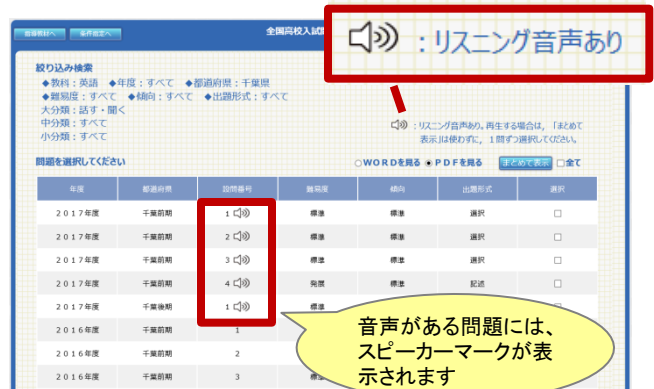 指導教材へ 条件指定へ 全国高校入試問
：リスニング音声あり
絞り込み検索
◆教科：英語 ◆年度：すべて ◆都道府県：千葉県
◆難易度：すべて ◆傾向：すべて ◆出題形式：すべて
大分類：話す・聞く
中分類：すべて
小分類：すべて
：リスニング音声あり。再生する場合は，「まとめて
表示」は使わずに，１問ずつ選択してください。
問題を選択してください
○WORDを見る ●PDFを見る まとめて表示 □全て
年度 都道府県 設問番号 難易度 傾向 出題形式 選択
２０１７年度 千葉前期 1 標準 標準 選択
２０１７年度 千葉前期 2 標準 標準 選択
２０１７年度 千葉前期 3 標準 標準 選択
２０１７年度 千葉前期 4 発展 標準 記述
２０１７年度 千葉後期 1 標準
２０１６年度 千葉前期 1
２０１６年度 千葉前期 2
２０１６年度 千葉前期 3
音声がある問題には、
スピーカーマークが表
示されます